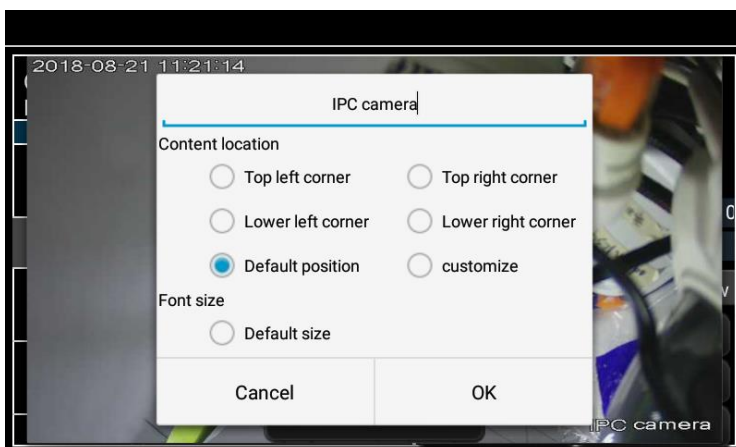 2018-08-21 11:21:14
IPC camera
Content location
Top left corner
Top right corner
Lower left corner
Lower right corner
Default position
customize
Font size
Default size
Cancel
OK
IPC camera